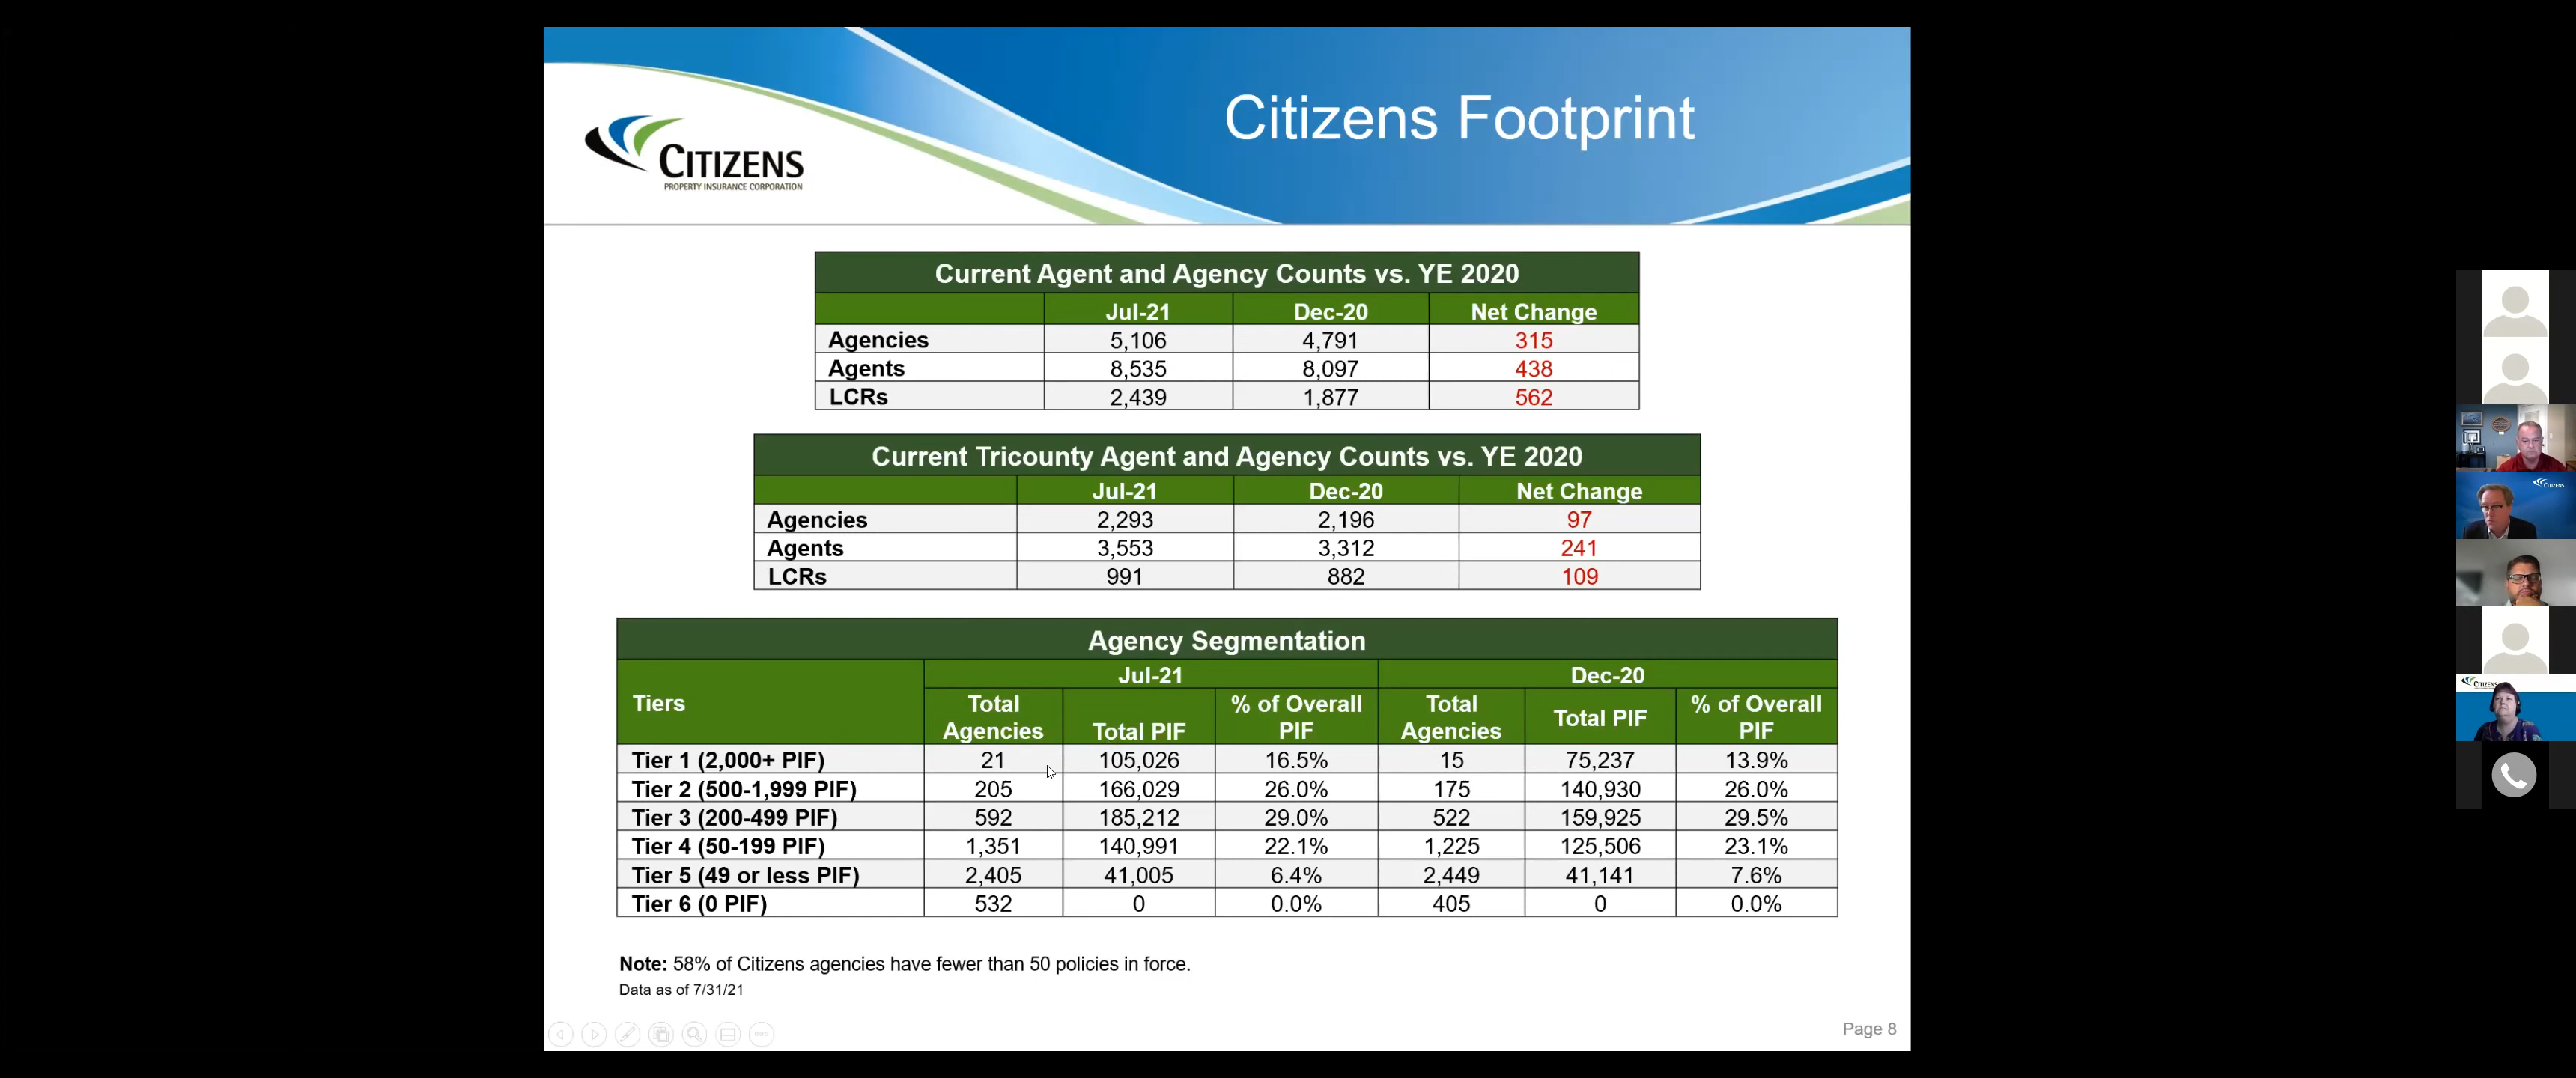 Citizens Footprint
CITIZENS
PROPERTY INSURANCE CORPORATION
Current Agent and Agency Counts vs. YE 2020
Jul-21 Dec-20 Net Change
Agencies 5,106 4,791 315
Agents 8,535 8,097 438
LCRs 2,439 1,877 562
Current Tricounty Agent and Agency Counts vs. YE 2020
Jul-21 Dec-20 Net Change
Agencies 2,293 2,196 97
Agents 3,553 3,312 241
LCRs 991 882 109
Agency Segmentation
Jul-21 Dec-20
Tiers Total Agencies Total PIF % of Overall PIF Total Agencies Total PIF % of Overall PIF
Tier 1 (2,000+ PIF) 21 105,026 16.5% 15 75,237 13.9%
Tier 2 (500-1,999 PIF) 205 166,029 26.0% 175 140,930 26.0%
Tier 3 (200-499 PIF) 592 185,212 29.0% 522 159,925 29.5%
Tier 4 (50-199 PIF) 1,351 140,991 22.1% 1,225 125,506 23.1%
Tier 5 (49 or less PIF) 2,405 41,005 6.4% 2,449 41,141 7.6%
Tier 6 (0 PIF) 532 0 0.0% 405 0 0.0%
Note: 58% of Citizens agencies have fewer than 50 policies in force.
Data as of 7/31/21
Page 8
CITIZENS
CITIZENS